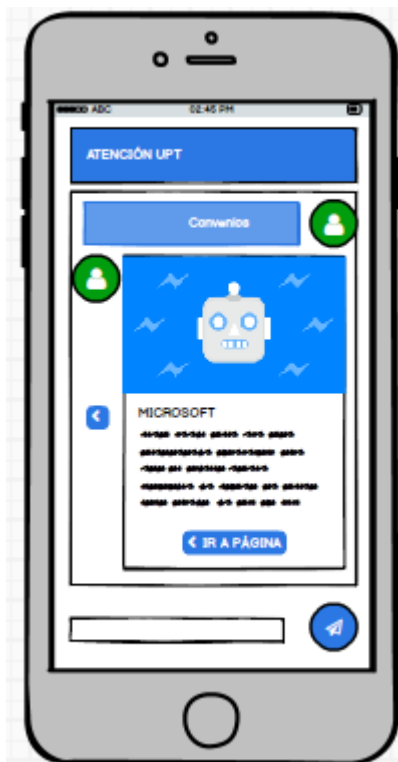 ABC 02:45 PM
ATENCIÓN UPT
Convenios
MICROSOFT
IR A PÁGINA